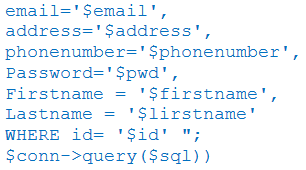 email='$email',
address='$address',
phonenumber='$phonenumber',
Password='$pwd',
Firstname = '$firstname',
Lastname = '$lirstname'
WHERE id= '$id' ";
$conn->query($sql))